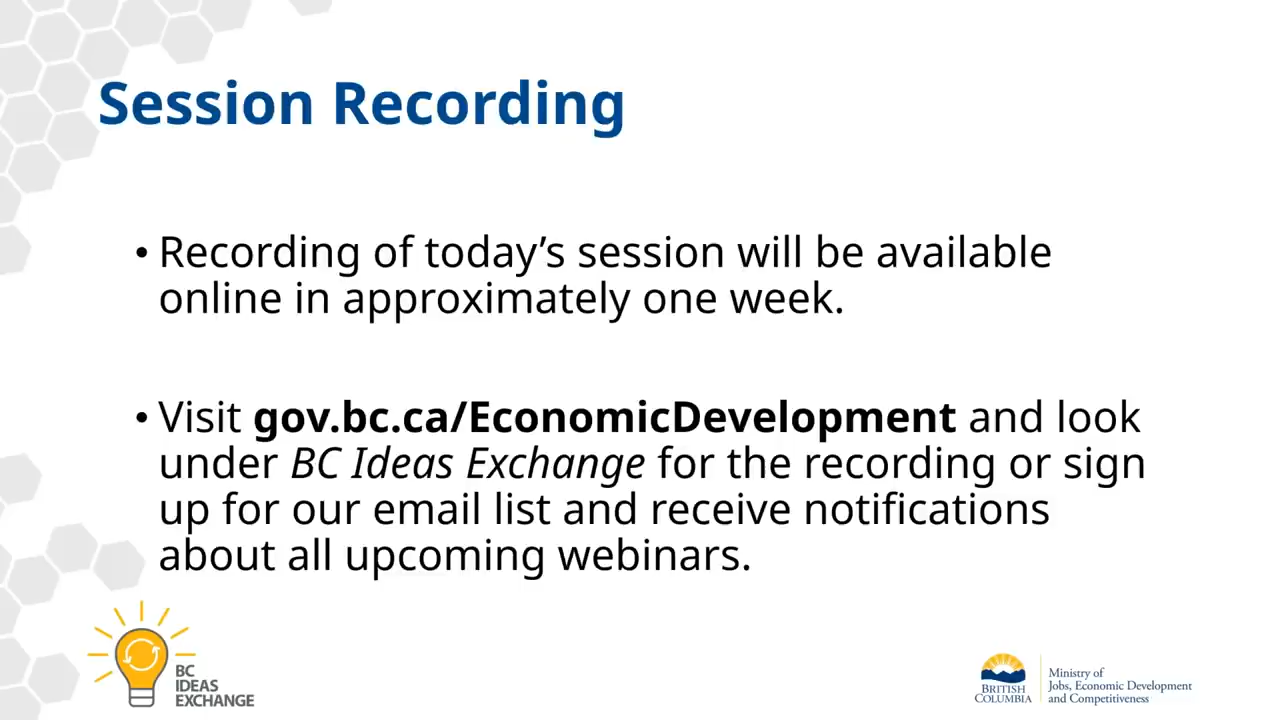 Session Recording
• Recording of today’s session will be available
online in approximately one week.
• Visit gov.bc.ca/EconomicDevelopment and look
under BC Ideas Exchange for the recording or sign
up for our email list and receive notifications
about all upcoming webinars.
BC
IDEAS
EXCHANGE
BRITISH
COLUMBIA
Ministry of
Jobs, Economic Development
and Competitiveness